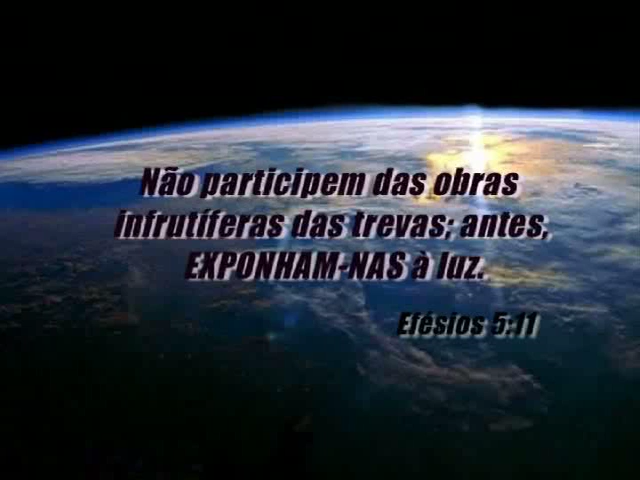 Não participem das obras
infrutíferas das trevas; antes,
EXPONHAM-NAS à luz.
Efésios 5:11